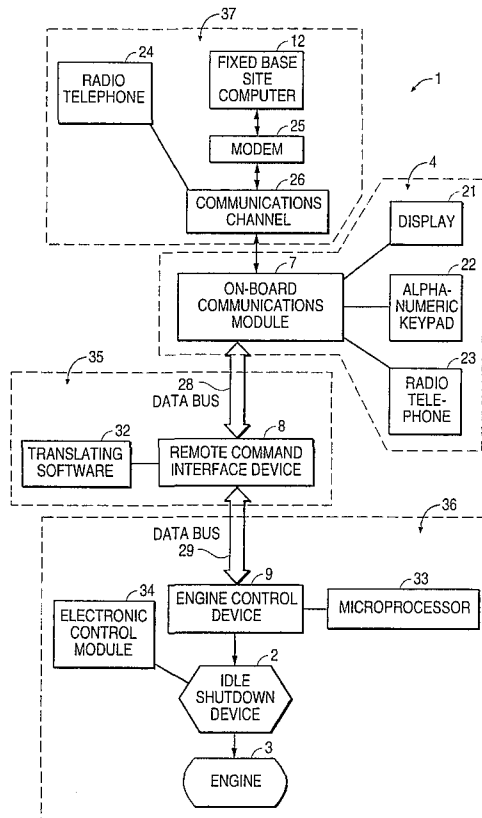 37
24
RADIO
TELEPHONE
12
FIXED BASE
SITE
COMPUTER
1
25
MODEM
26
COMMUNICATIONS
CHANNEL
4
21
DISPLAY
7
ON-BOARD
COMMUNICATIONS
MODULE
22
ALPHA-
NUMERIC
KEYPAD
23
RADIO
TELE-
PHONE
35
28
DATA BUS
32
TRANSLATING
SOFTWARE
8
REMOTE COMMAND
INTERFACE DEVICE
36
DATA BUS
29
34
ELECTRONIC
CONTROL
MODULE
9
ENGINE CONTROL
DEVICE
33
MICROPROCESSOR
2
IDLE
SHUTDOWN
DEVICE
3
ENGINE